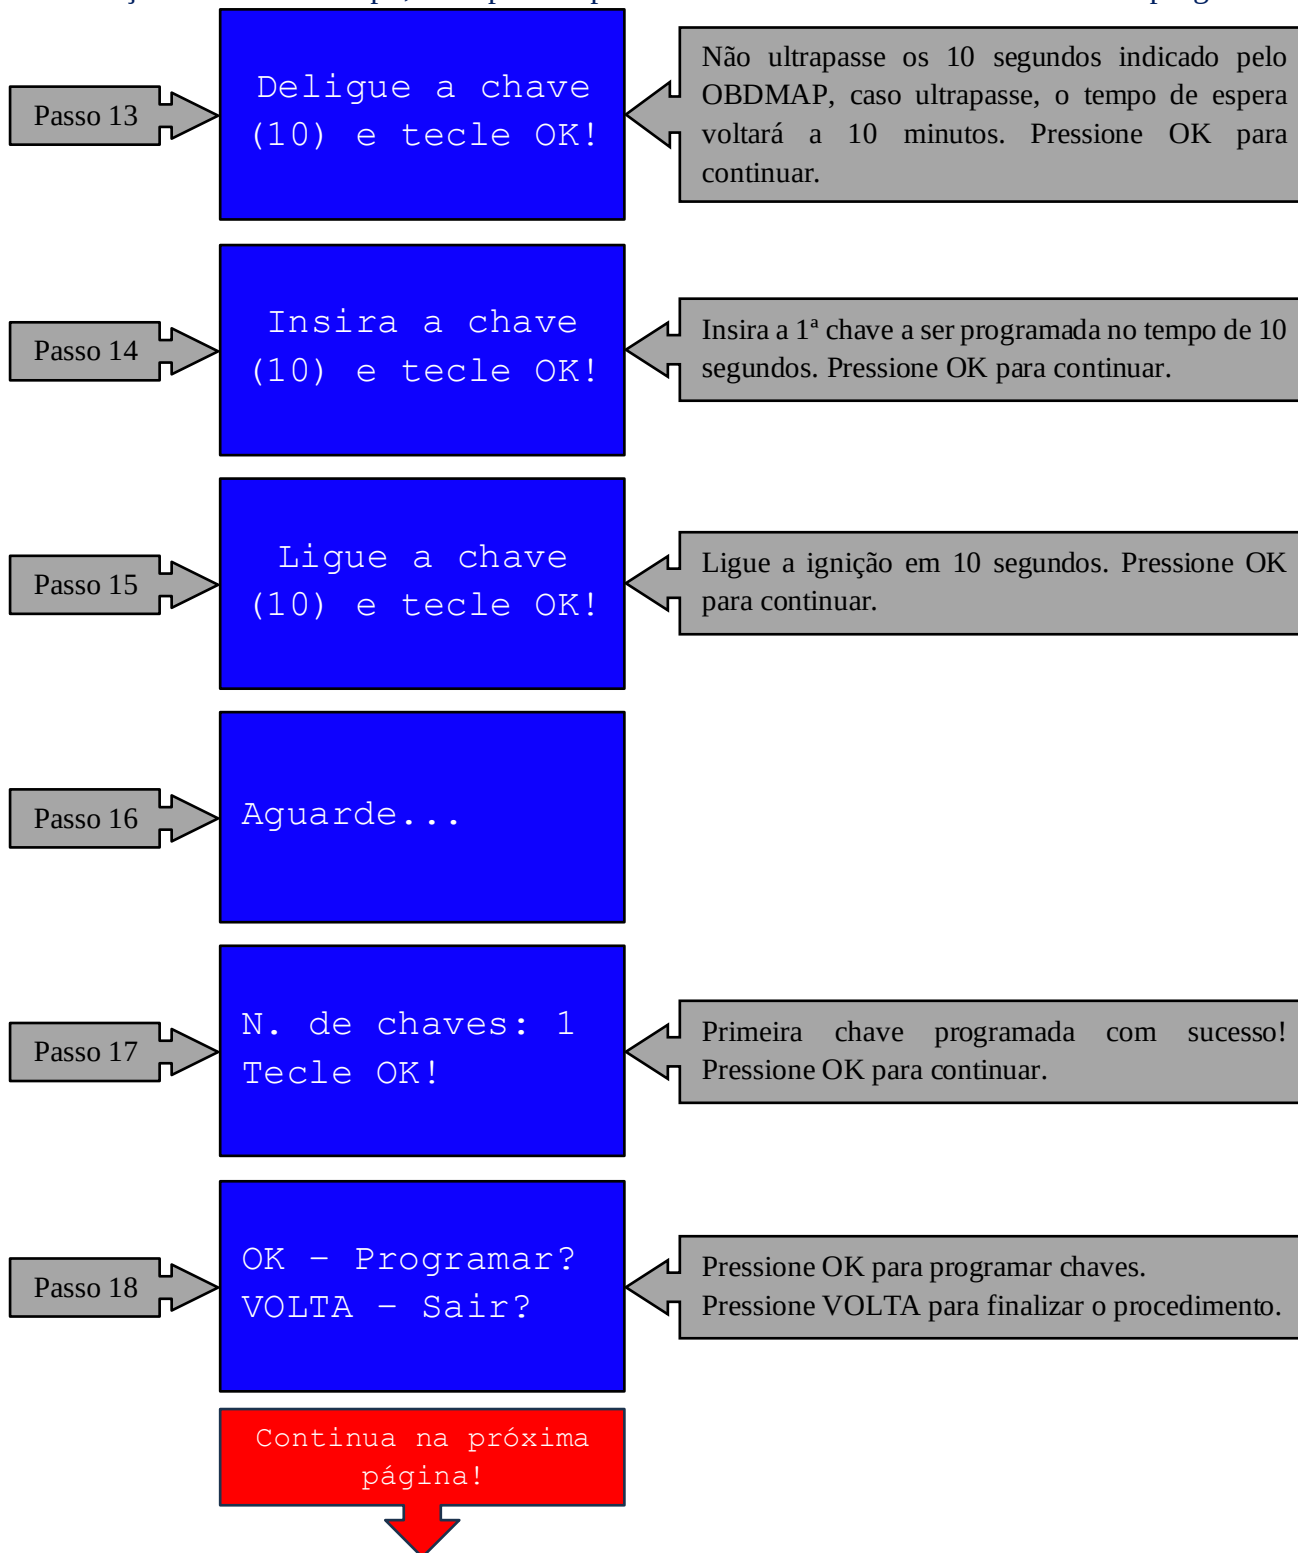 Passo 13
Deligue a chave
(10) e tecle OK!
Não ultrapasse os 10 segundos indicado pelo
OBDMAP, caso ultrapasse, o tempo de espera
voltará a 10 minutos. Pressione OK para
continuar.
Passo 14
Insira a chave
(10) e tecle OK!
Insira a 1ª chave a ser programada no tempo de 10
segundos. Pressione OK para continuar.
Passo 15
Ligue a chave
(10) e tecle OK!
Ligue a ignição em 10 segundos. Pressione OK
para continuar.
Passo 16
Aguarde...
Passo 17
N. de chaves: 1
Tecle OK!
Primeira chave programada com sucesso!
Pressione OK para continuar.
Passo 18
OK – Programar?
VOLTA – Sair?
Pressione OK para programar chaves.
Pressione VOLTA para finalizar o procedimento.
Continua na próxima
página!